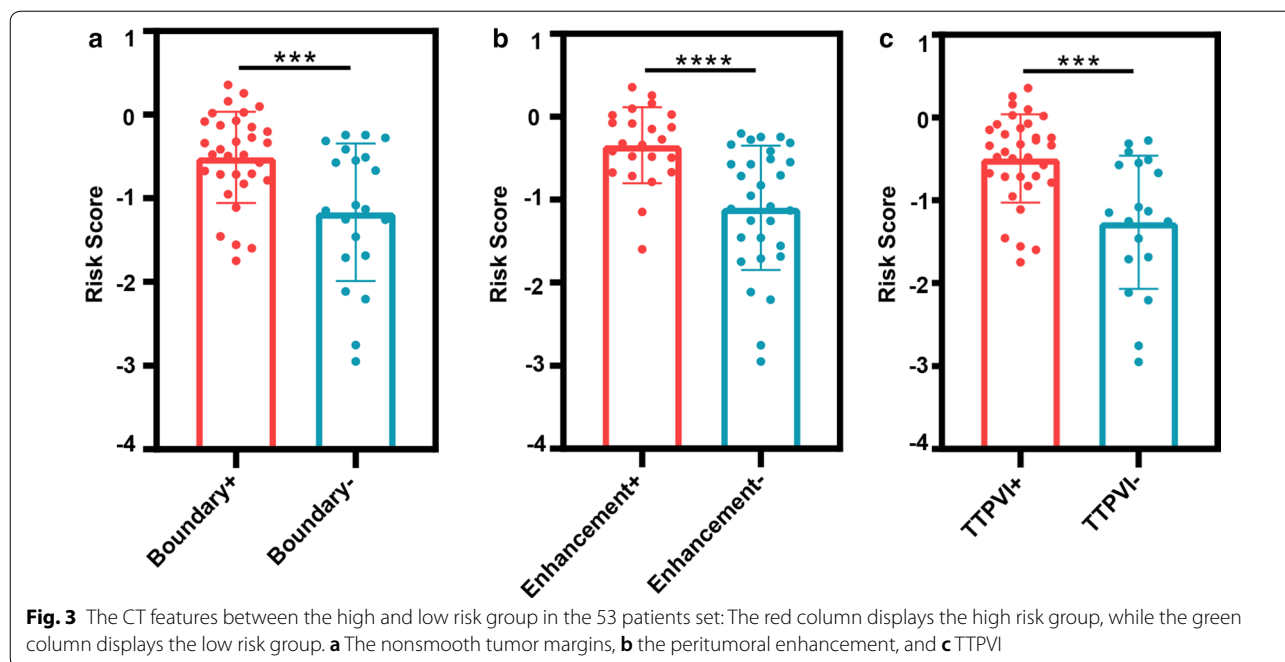 a
1
0
-1
-2
-3
-4
Risk Score
***
Boundary+
Boundary-
b
1
0
-1
-2
-3
-4
Risk Score
****
Enhancement+
Enhancement-
c
1
0
-1
-2
-3
-4
Risk Score
***
TTPVI+
TTPVI-
Fig. 3 The CT features between the high and low risk group in the 53 patients set: The red column displays the high risk group, while the green
column displays the low risk group. a The nonsmooth tumor margins, b the peritumoral enhancement, and c TTPVI